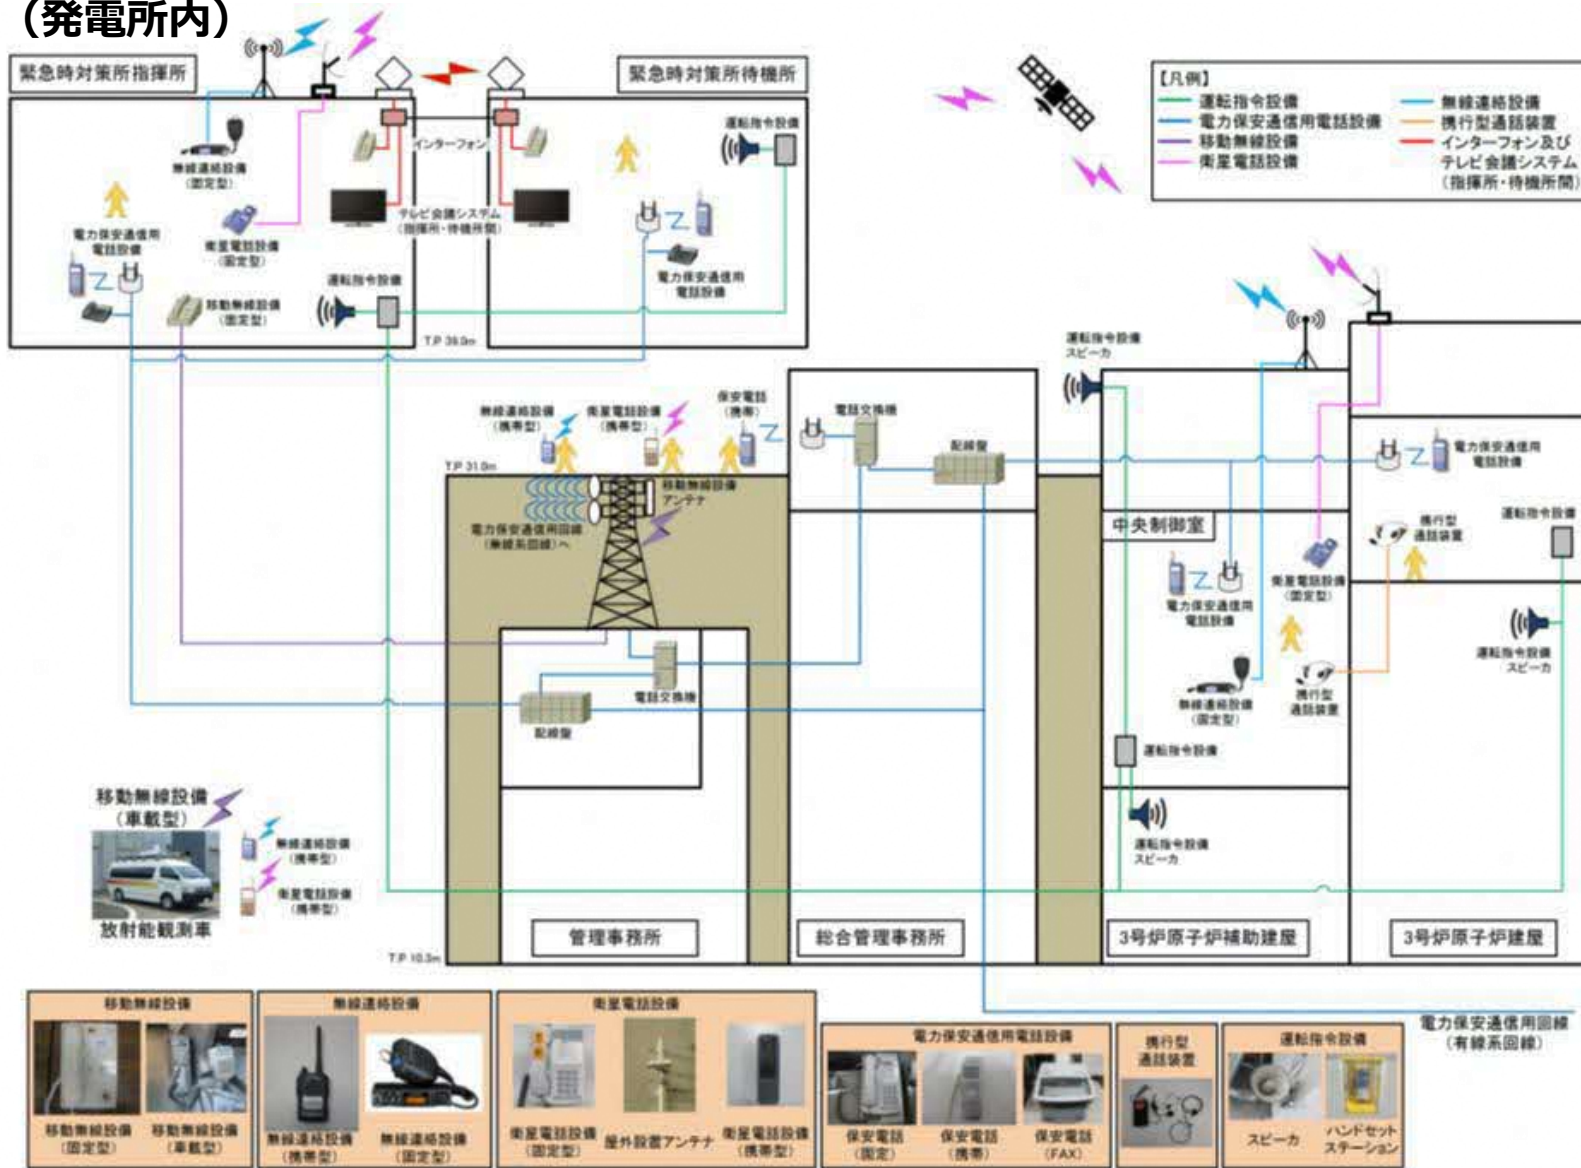 （発電所内）
緊急時対策所指揮所
緊急時対策所待機所
【凡例】
運転指令設備
電力保安通信用電話設備
移動無線設備
衛星電話設備
無線連絡設備
携行型通話装置
インターフォン及び
テレビ会議システム
（指揮所・待機所間）
無線連絡設備
（固定型）
インターフォン
運転指令設備
電力保安通信用
電話設備
衛星電話設備
（固定型）
テレビ会議システム
（指揮所・待機所間）
電力保安通信用
電話設備
移動無線設備
（固定型）
運転指令設備
T.P 39.0m
運転指令設備
スピーカ
無線連絡設備
（携帯型）
衛星電話設備
（携帯型）
保安電話
（携帯）
電話交換機
配線盤
電力保安通信用
電話設備
T.P 31.0m
移動無線設備
アンテナ
電力保安通信用回線
（無線系回線）へ
中央制御室
携行型
通話装置
運転指令設備
衛星電話設備
（固定型）
電力保安通信用
電話設備
運転指令設備
スピーカ
電話交換機
配線盤
無線連絡設備
（固定型）
携行型
通話装置
運転指令設備
移動無線設備
（車載型）
無線連絡設備
（携帯型）
衛星電話設備
（携帯型）
放射能観測車
運転指令設備
スピーカ
管理事務所
総合管理事務所
3号炉原子炉補助建屋
3号炉原子炉建屋
T.P 10.3m
電力保安通信用回線
（有線系回線）
移動無線設備
移動無線設備
（固定型）
移動無線設備
（車載型）
無線連絡設備
無線連絡設備
（携帯型）
無線連絡設備
（固定型）
衛星電話設備
衛星電話設備
（固定型）
屋外設置アンテナ
衛星電話設備
（携帯型）
電力保安通信用電話設備
保安電話
（固定）
保安電話
（携帯）
保安電話
（FAX）
携行型
通話装置
運転指令設備
スピーカ
ハンドセット
ステーション